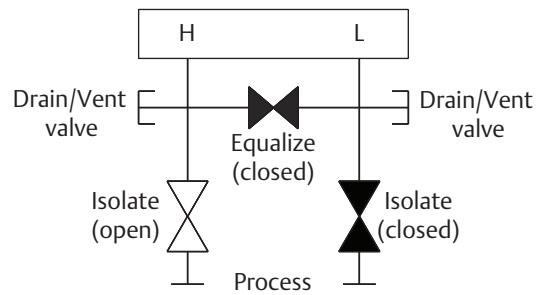 H
L
Drain/Vent
valve
Drain/Vent
valve
Equalize
(closed)
Isolate
(open)
Isolate
(closed)
Process